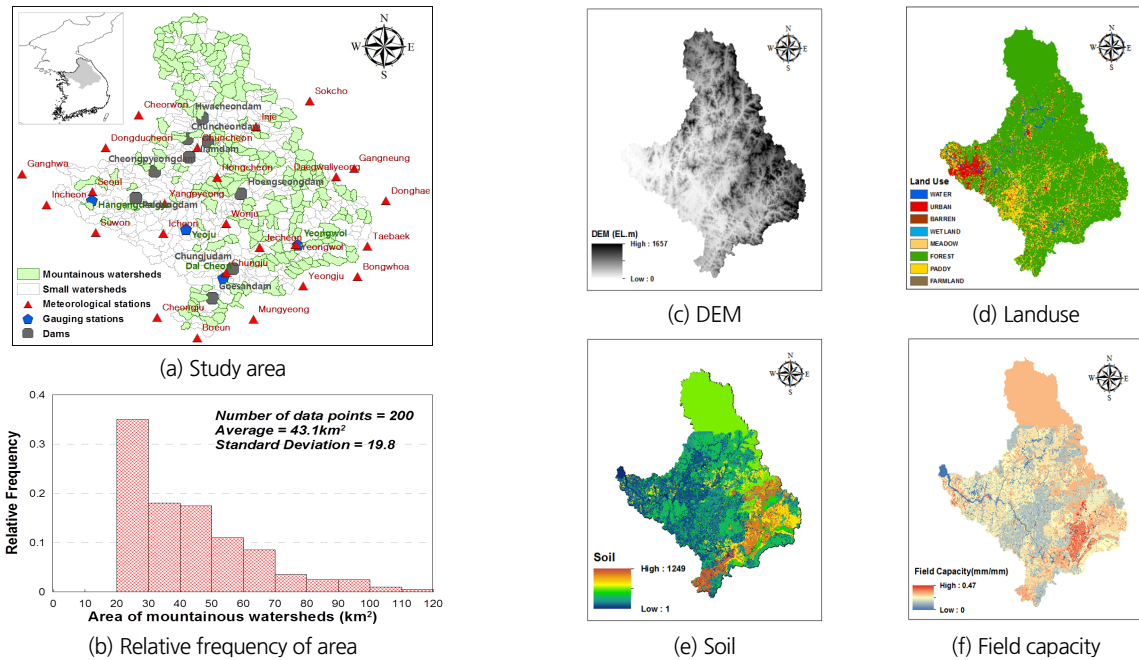 N
W E
S
Sokcho
Cheorwon
Hwacheondam
Inje
Chuncheondam
Dongducheon
Chuncheon
Cheongpyeongdam
Ganghwa
Hongcheon
Daegwallyeong
Gangneung
Hoengseongdam
Seoul
Donghae
Incheon
Yangpyeong
Wonju
Suwon
Icheon
Yeoju
Yeongwol
Taebaek
Jecheon
Yeongwol
Chungjudam
Dal Cheon
Chungju
Bongwhoa
Yeongju
Goesandam
Cheongju
Mungyeong
Boeun
Mountainous watersheds
Small watersheds
Meteorological stations
Gauging stations
Dams
(a) Study area
0.4
0.3
0.2
0.1
0
Relative Frequency
Number of data points = 200
Average = 43.1km²
Standard Deviation = 19.8
0 10 20 30 40 50 60 70 80 90 100 110 120
Area of mountainous watersheds (km²)
(b) Relative frequency of area
N
W E
S
DEM (EL.m)
High : 1657
Low : 0
(c) DEM
N
W E
S
Land Use
WATER
URBAN
BARREN
WETLAND
MEADOW
FOREST
PADDY
FARMLAND
(d) Landuse
N
W E
S
Soil
High : 1249
Low : 1
(e) Soil
N
W E
S
Field Capacity(mm/mm)
High : 0.47
Low : 0
(f) Field capacity